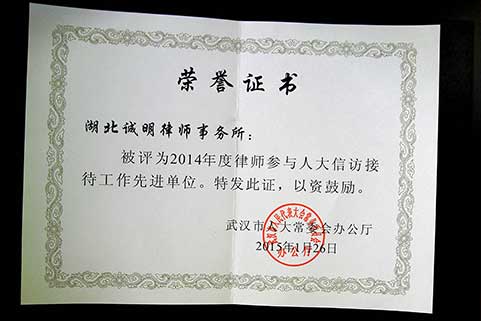 荣誉证书
湖北诚明律师事务所：
被评为2014年度律师参与人大信访接
待工作先进单位。特发此证，以资鼓励。
武汉市人大常委会办公厅
2015年1月26日
办公厅